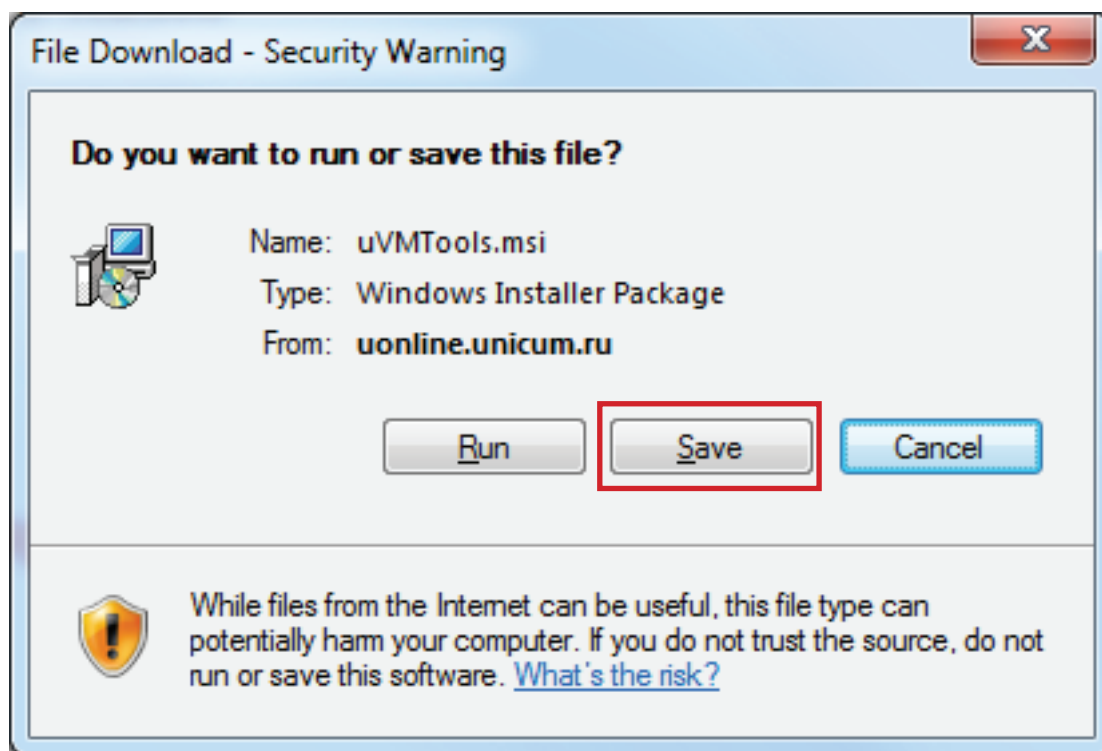 File Download - Security Warning
Do you want to run or save this file?
Name: uVMTools.msi
Type: Windows Installer Package
From: uonline.unicum.ru
Run Save Cancel
While files from the Internet can be useful, this file type can
potentially harm your computer. If you do not trust the source, do not
run or save this software. What's the risk?